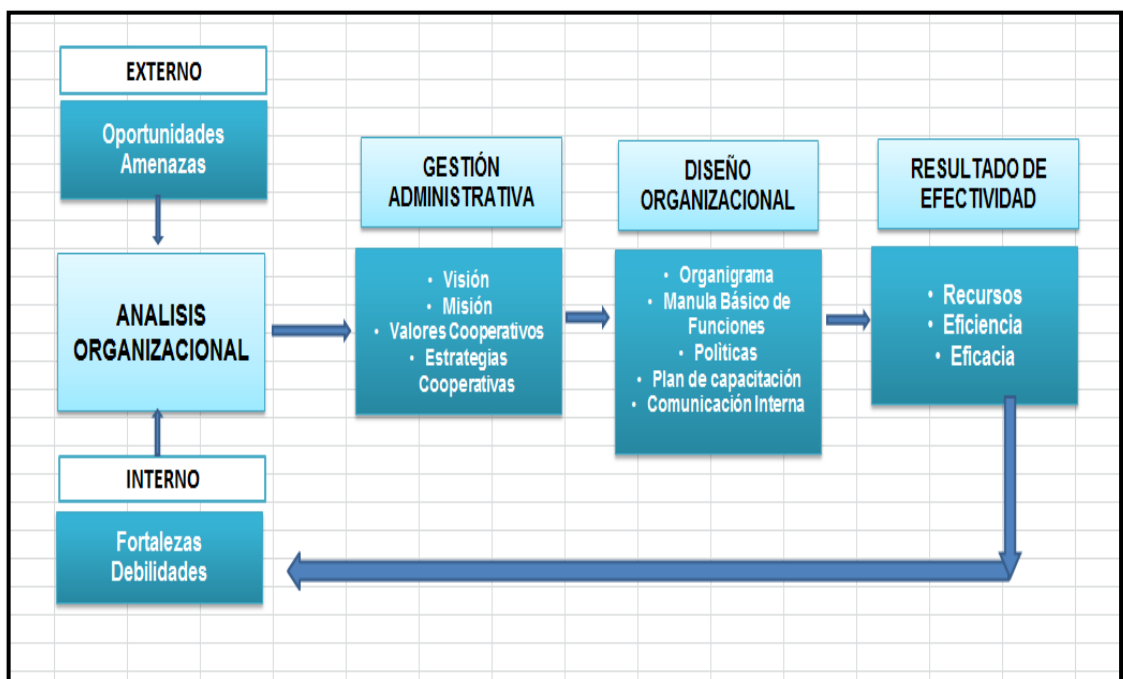 EXTERNO
Oportunidades
Amenazas
ANALISIS
ORGANIZACIONAL
INTERNO
Fortalezas
Debilidades
GESTIÓN
ADMINISTRATIVA
• Visión
• Misión
• Valores Cooperativos
• Estrategias
Cooperativas
DISEÑO
ORGANIZACIONAL
• Organigrama
• Manula Básico de
Funciones
• Polìticas
• Plan de capacitación
• Comunicación Interna
RESULTADO DE
EFECTIVIDAD
• Recursos
• Eficiencia
• Eficacia